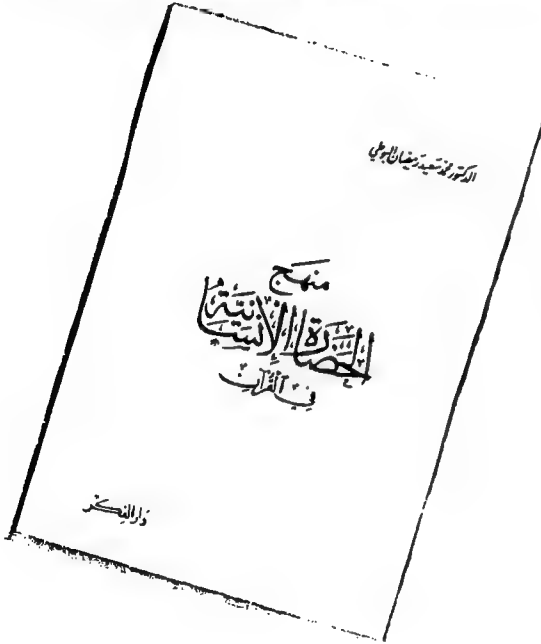 الدكتور محمد سعيد رمضان البوطي
منهج
الحضارة الإنسانية
في القرآن
دار الفكر